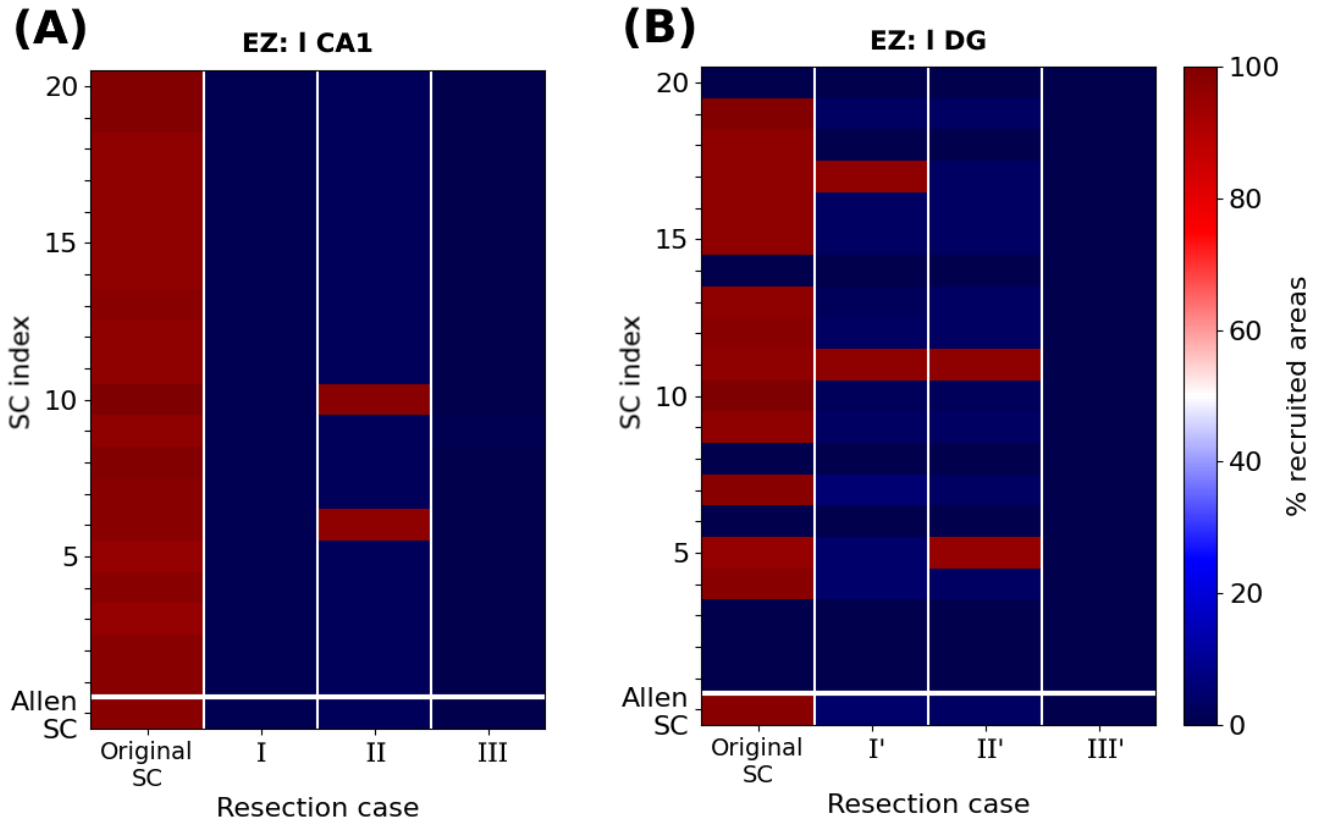 (A)
EZ: l CA1
20
15
10
5
Allen
SC
SC index
Original
SC
I
II
III
Resection case
(B)
EZ: l DG
20
15
10
5
Allen
SC
SC index
Original
SC
I'
II'
III'
Resection case
100
80
60
40
20
0
% recruited areas